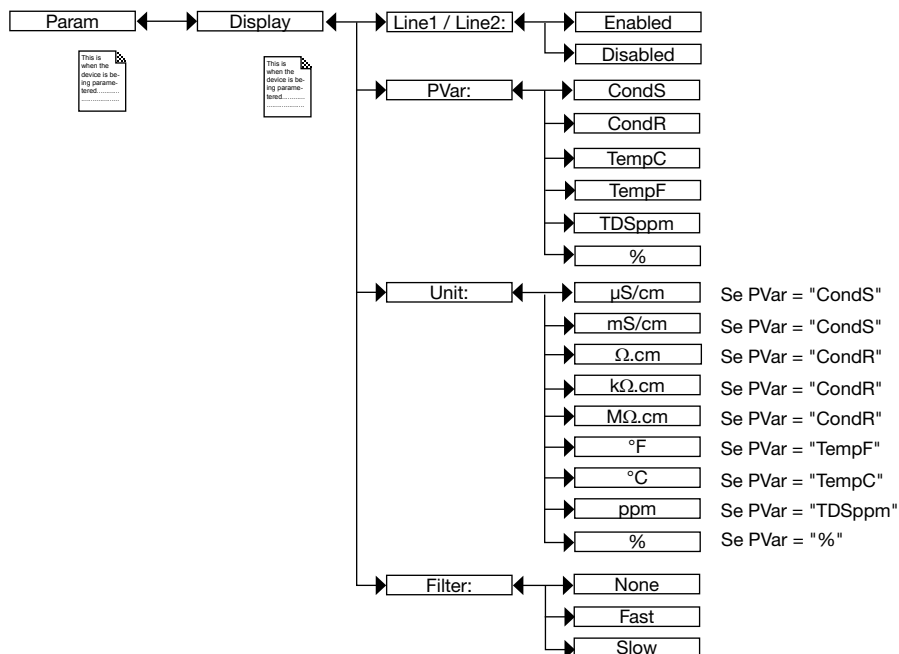 Param
Display
Line1 / Line2:
Enabled
Disabled
This is
when the
device is be-
ing parame-
tered...........
.....................
This is
when the
device is be-
ing parame-
tered...........
.....................
PVar:
CondS
CondR
TempC
TempF
TDSppm
%
Unit:
µS/cm Se PVar = "CondS"
mS/cm Se PVar = "CondS"
Ω.cm Se PVar = "CondR"
kΩ.cm Se PVar = "CondR"
MΩ.cm Se PVar = "CondR"
°F Se PVar = "TempF"
°C Se PVar = "TempC"
ppm Se PVar = "TDSppm"
% Se PVar = "%"
Filter:
None
Fast
Slow